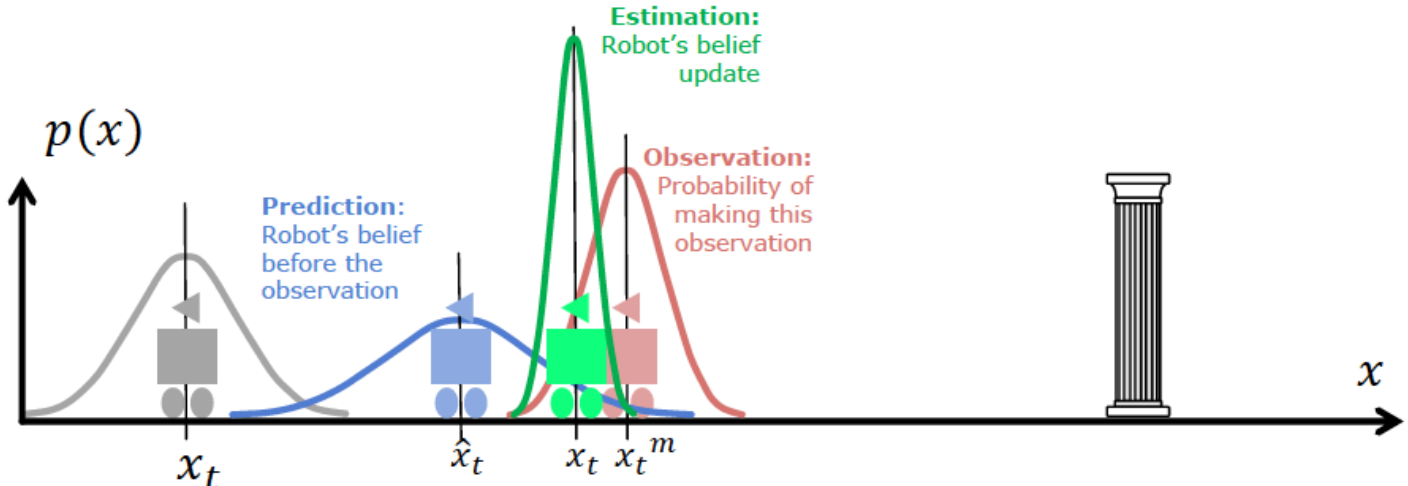 Estimation:
Robot's belief
update
p(x)
Observation:
Probability of
making this
observation
Prediction:
Robot's belief
before the
observation
x
x_t
x̂_t
x_t
x_t^m